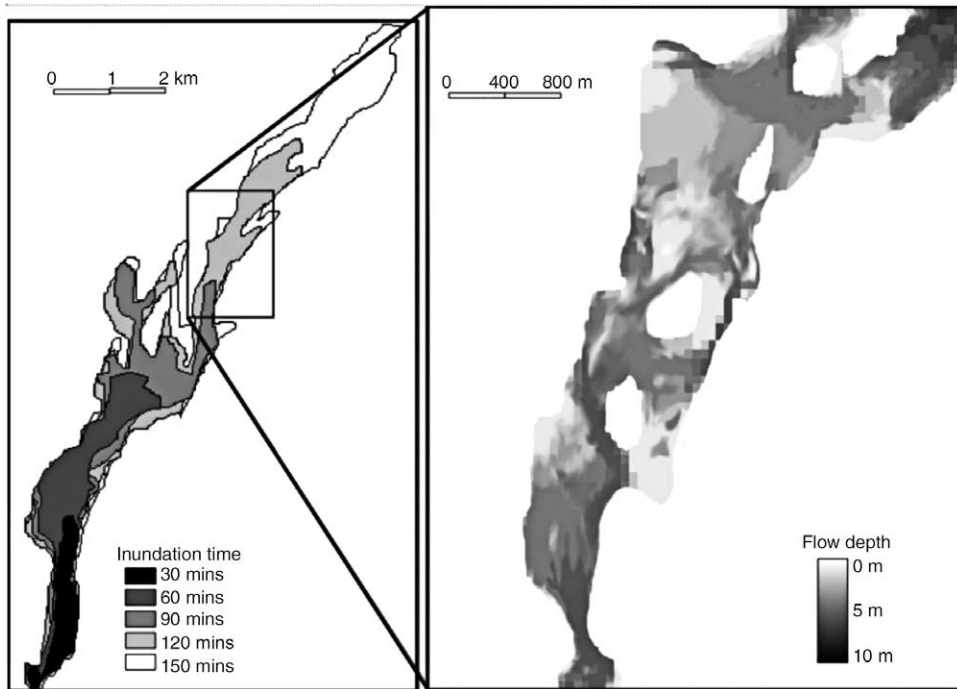 0 1 2 km
0 400 800 m
Inundation time
30 mins
60 mins
90 mins
120 mins
150 mins
Flow depth
0 m
5 m
10 m